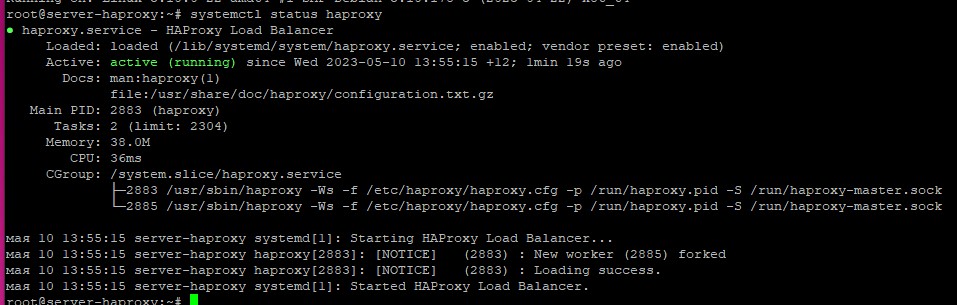 root@server-haproxy:~# systemctl status haproxy
● haproxy.service - HAProxy Load Balancer
Loaded: loaded (/lib/systemd/system/haproxy.service; enabled; vendor preset: enabled)
Active: active (running) since Wed 2023-05-10 13:55:15 +12; 1min 19s ago
Docs: man:haproxy(1)
file:/usr/share/doc/haproxy/configuration.txt.gz
Main PID: 2883 (haproxy)
Tasks: 2 (limit: 2304)
Memory: 38.0M
CPU: 36ms
CGroup: /system.slice/haproxy.service
├─2883 /usr/sbin/haproxy -Ws -f /etc/haproxy/haproxy.cfg -p /run/haproxy.pid -S /run/haproxy-master.sock
└─2885 /usr/sbin/haproxy -Ws -f /etc/haproxy/haproxy.cfg -p /run/haproxy.pid -S /run/haproxy-master.sock
мая 10 13:55:15 server-haproxy systemd[1]: Starting HAProxy Load Balancer...
мая 10 13:55:15 server-haproxy haproxy[2883]: [NOTICE] (2883) : New worker (2885) forked
мая 10 13:55:15 server-haproxy haproxy[2883]: [NOTICE] (2883) : Loading success.
мая 10 13:55:15 server-haproxy systemd[1]: Started HAProxy Load Balancer.
root@server-haproxy:~#